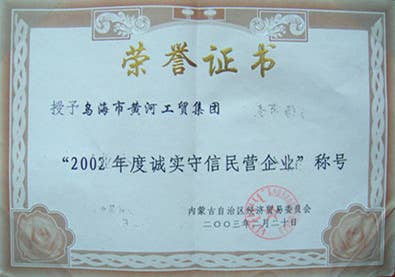 荣誉证书
授予乌海市黄河工贸集团
“2002年度诚实守信民营企业”称号
内蒙古自治区经济贸易委员会
二〇〇三年二月二十日